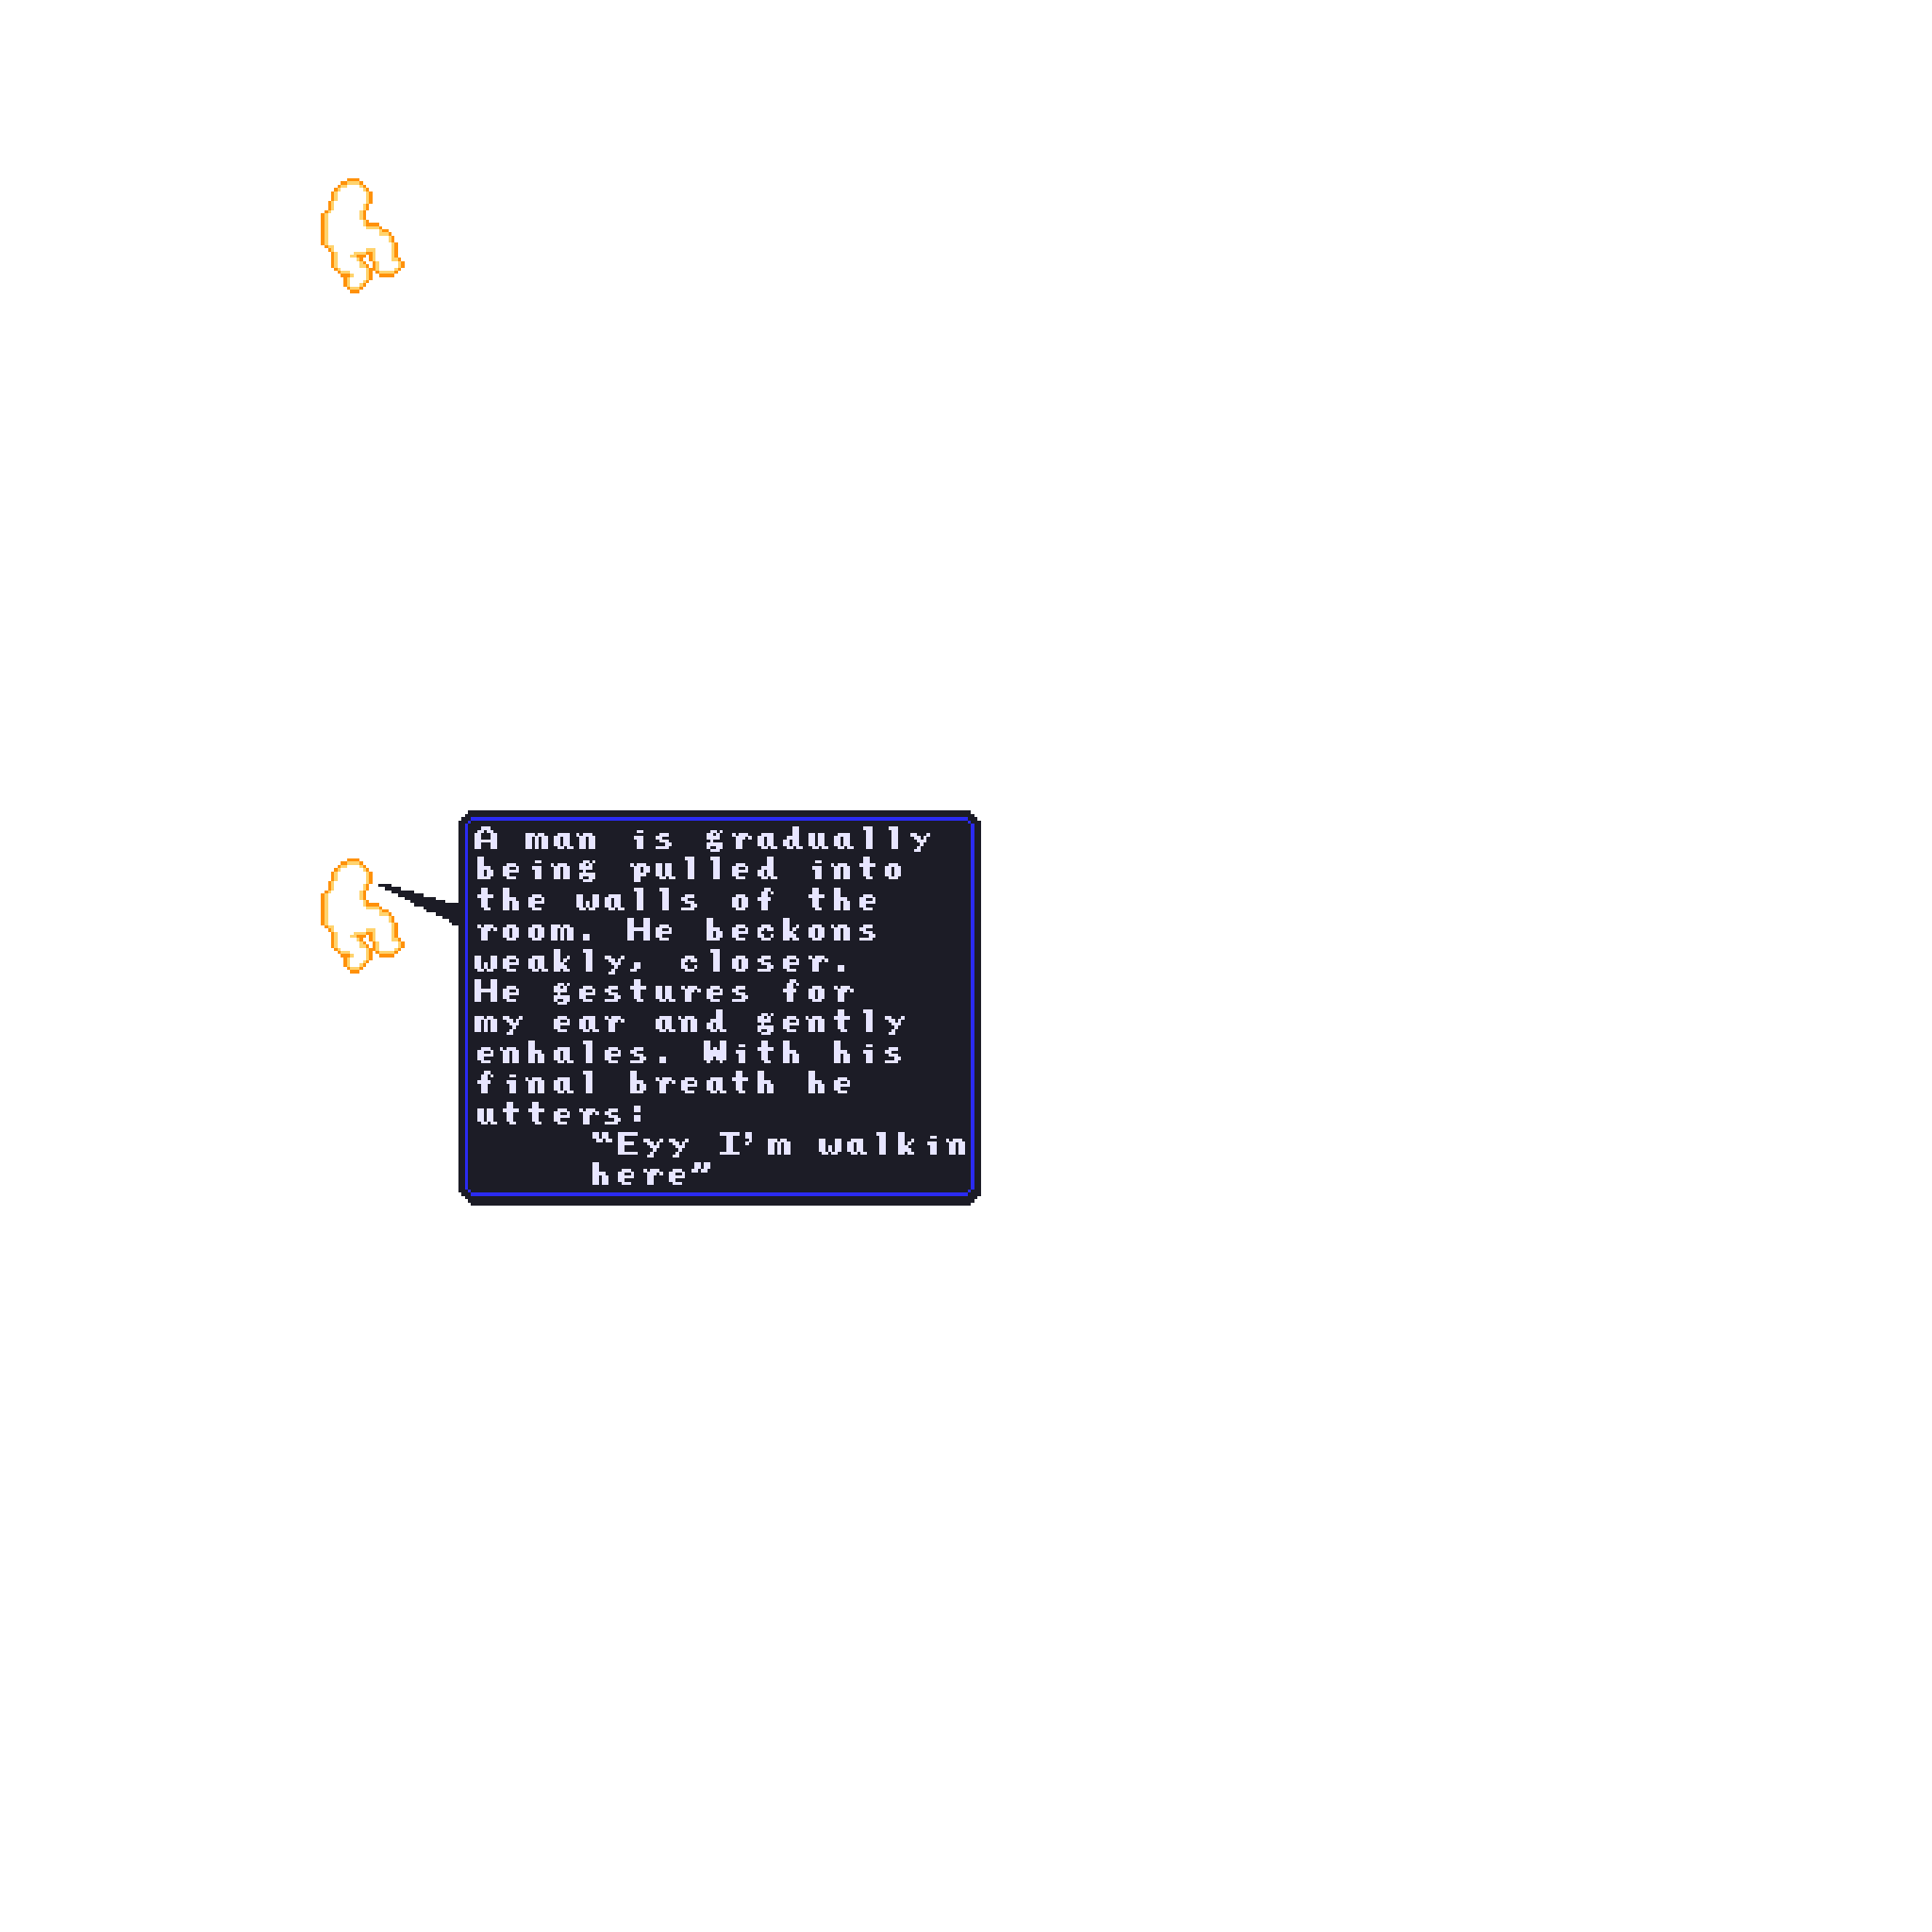 A man is gradually
being pulled into
the walls of the
room. He beckons
weakly, closer.
He gestures for
my ear and gently
enhales. With his
final breath he
utters:
“Eyy I'm walkin
here”